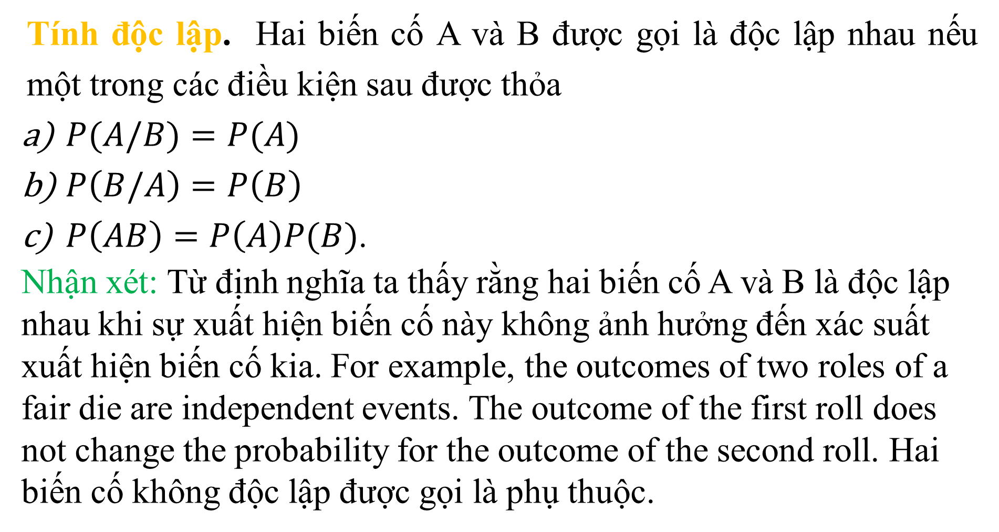 Tính độc lập. Hai biến cố A và B được gọi là độc lập nhau nếu
một trong các điều kiện sau được thỏa
a) P(A/B) = P(A)
b) P(B/A) = P(B)
c) P(AB) = P(A)P(B).
Nhận xét: Từ định nghĩa ta thấy rằng hai biến cố A và B là độc lập
nhau khi sự xuất hiện biến cố này không ảnh hưởng đến xác suất
xuất hiện biến cố kia. For example, the outcomes of two roles of a
fair die are independent events. The outcome of the first roll does
not change the probability for the outcome of the second roll. Hai
biến cố không độc lập được gọi là phụ thuộc.